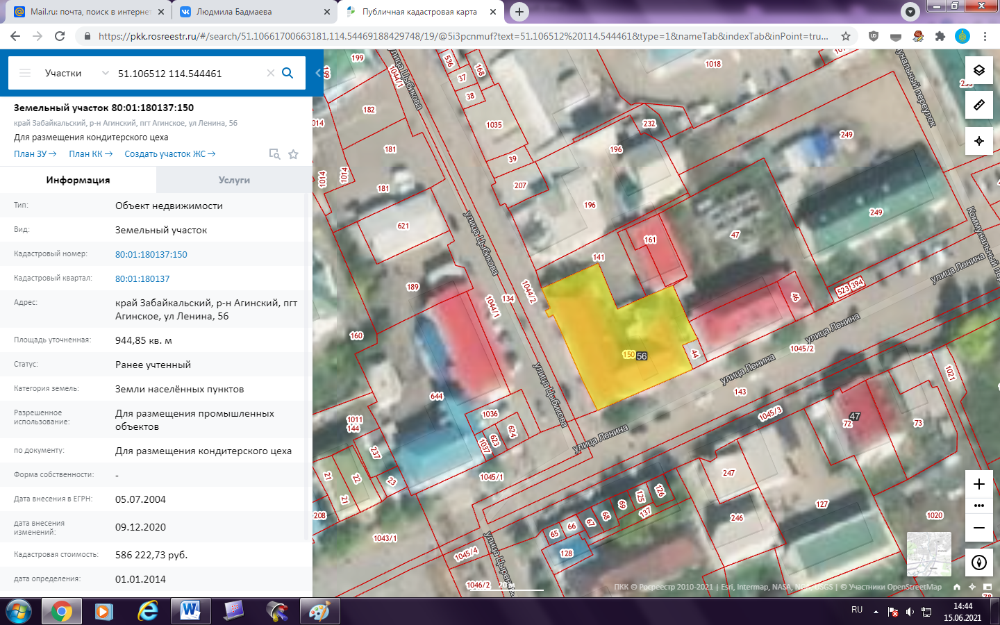 Mail.ru: почта, поиск в интернет
Людмила Бадмаева
Публичная кадастровая карта
https://pkk.rosreestr.ru/#/search/51.10661700663181,114.54469188429748/19/@5i3pcnmuf?text=51.106512%20114.544461&type=1&nameTab&indexTab&inPoint=tru...
Участки
51.106512 114.544461
Земельный участок 80:01:180137:150
край Забайкальский, р-н Агинский, пгт Агинское, ул Ленина, 56
Для размещения кондитерского цеха
План ЗУ →
План КК →
Создать участок ЖС →
Информация
Услуги
Тип:
Объект недвижимости
Вид:
Земельный участок
Кадастровый номер:
80:01:180137:150
Кадастровый квартал:
80:01:180137
Адрес:
край Забайкальский, р-н Агинский, пгт
Агинское, ул Ленина, 56
Площадь уточненная:
944,85 кв. м
Статус:
Ранее учтенный
Категория земель:
Земли населённых пунктов
Разрешенное
использование:
Для размещения промышленных
объектов
по документу:
Для размещения кондитерского цеха
Форма собственности:
-
Дата внесения в ЕГРН:
05.07.2004
дата внесения
изменений:
09.12.2020
Кадастровая стоимость:
586 222,73 руб.
дата определения:
01.01.2014
199
536
168
37
38
1044/1
улица Цыбикова
182
1014
1035
1018
232
196
249
181
39
1014
1014
181
207
196
249
621
улица Цыбикова
161
47
141
189
134
1044/2
1044/1
523
394
улица Ленина
46
160
150
56
44
улица Ленина
1045/2
улица Ленина
1021
143
644
улица Цыбикова
1036
1045/3
1011
144
624
623
1037
47
72
73
237
улица Ленина
247
21
22
23
21
1045/1
126
125
69
127
208
137
68
67
66
65
246
1020
1043/1
128
1045/4
1046/2
20 м
ПКК © Росреестр 2010-2021 | Esri, Intermap, NASA, NGA, USGS | © Участники OpenStreetMap
78
RU
14:44
15.06.2021